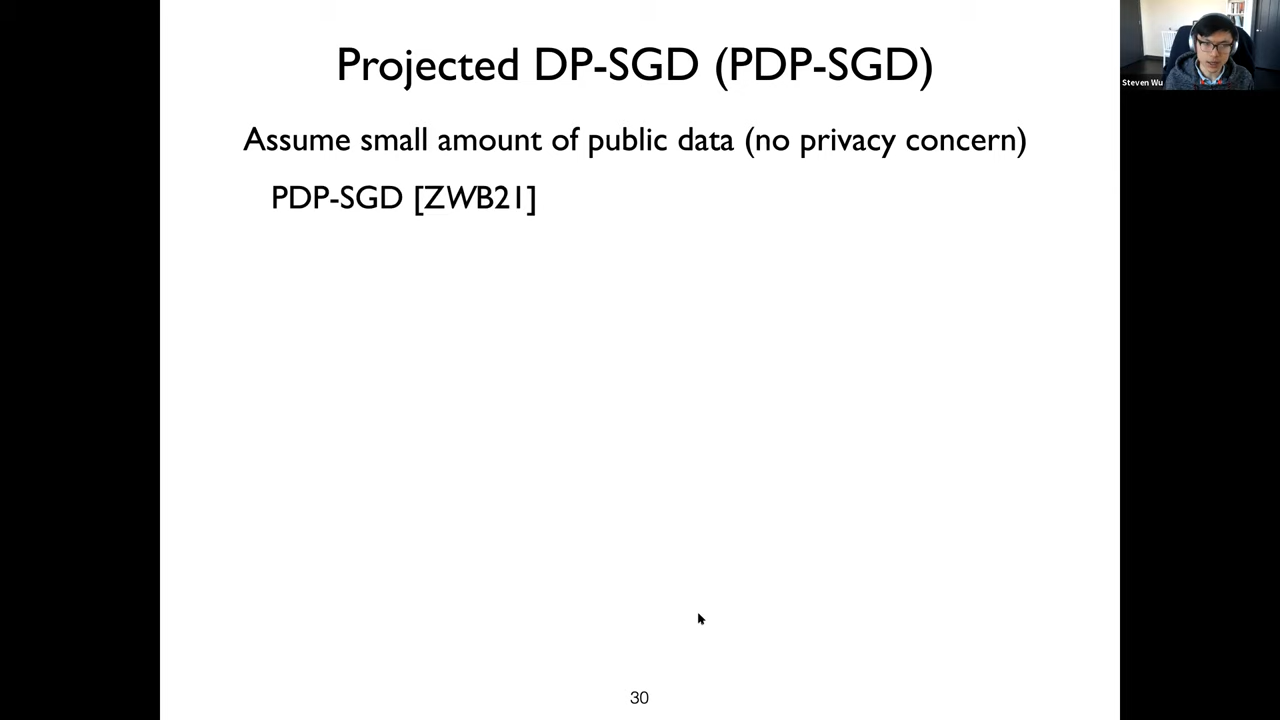 Projected DP-SGD (PDP-SGD)
Steven Wu
Assume small amount of public data (no privacy concern)
PDP-SGD [ZWB21]
30